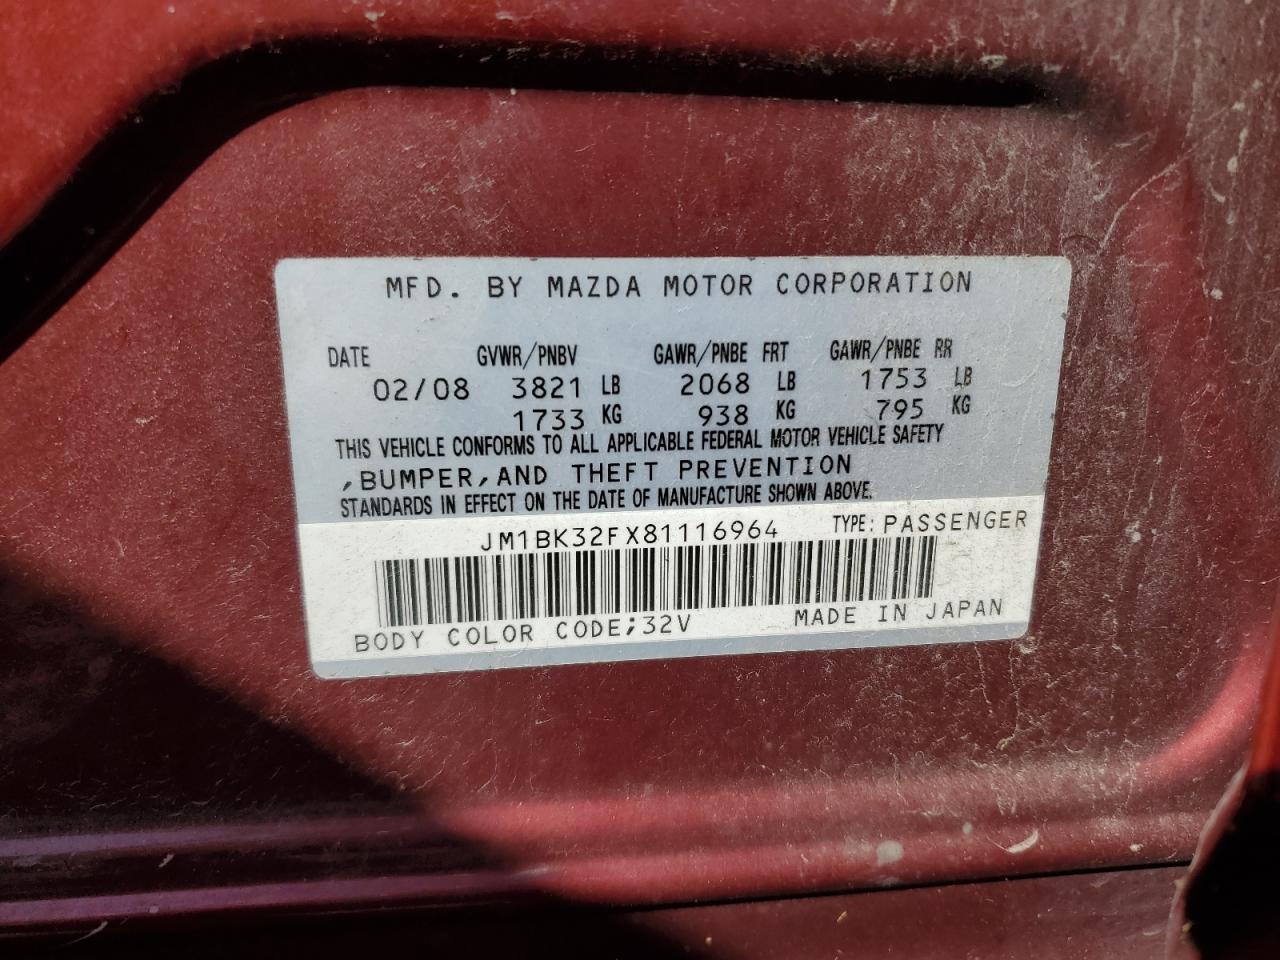 MFD. BY MAZDA MOTOR CORPORATION
DATE GVWR/PNBV GAWR/PNBE FRT GAWR/PNBE RR
02/08 3821 LB 2068 LB 1753 LB
1733 KG 938 KG 795 KG
THIS VEHICLE CONFORMS TO ALL APPLICABLE FEDERAL MOTOR VEHICLE SAFETY
,BUMPER,AND THEFT PREVENTION
STANDARDS IN EFFECT ON THE DATE OF MANUFACTURE SHOWN ABOVE.
JM1BK32FX81116964 TYPE: PASSENGER
BODY COLOR CODE;32V MADE IN JAPAN